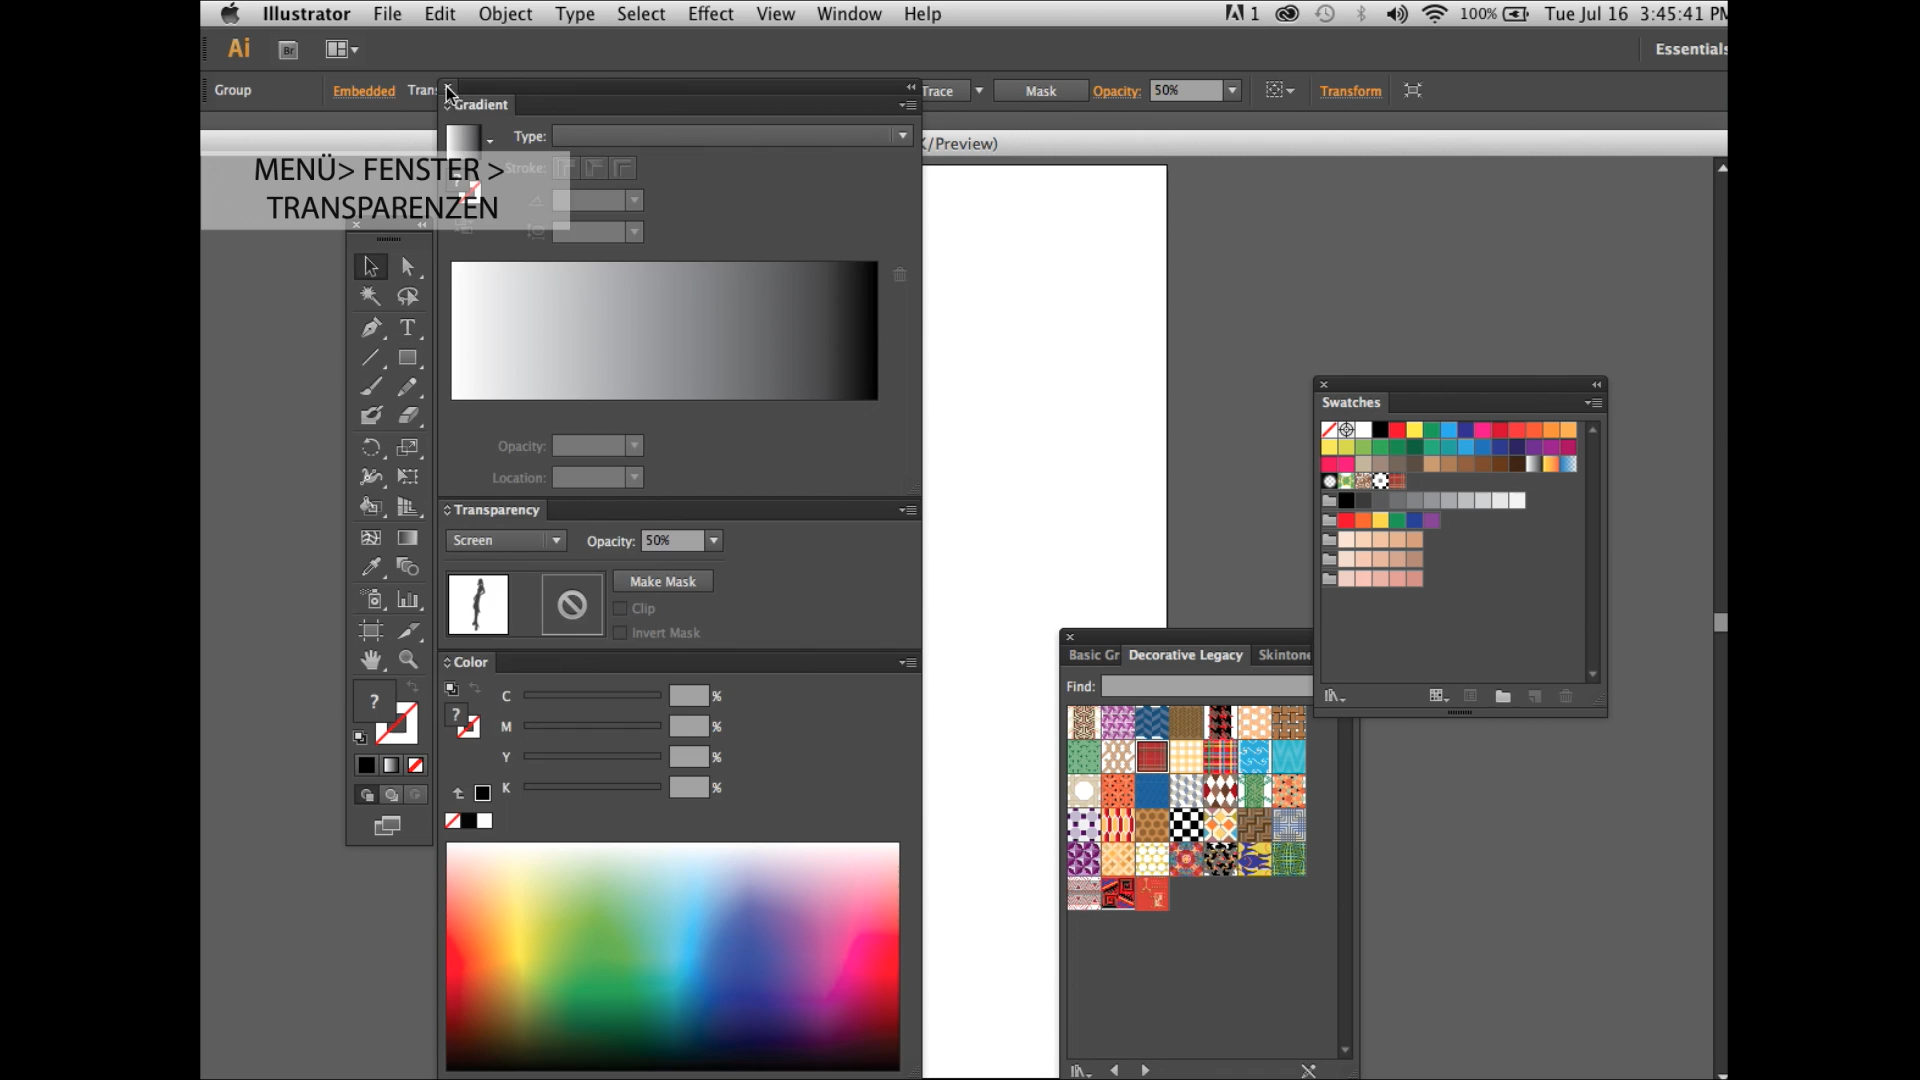 Illustrator File Edit Object Type Select Effect View Window Help 1 100% Tue Jul 16 3:45:41 PM
Ai Br Essentials
Group Embedded Trace Mask Opacity: 50% Transform
Gradient
Type:
/Preview)
MENÜ> FENSTER >
TRANSPARENZEN
Stroke:
Opacity:
Location:
Swatches
Transparency
Screen Opacity: 50%
Make Mask
Clip
Invert Mask
Color
C %
M %
Y %
K %
Basic Gr Decorative Legacy Skintone
Find: